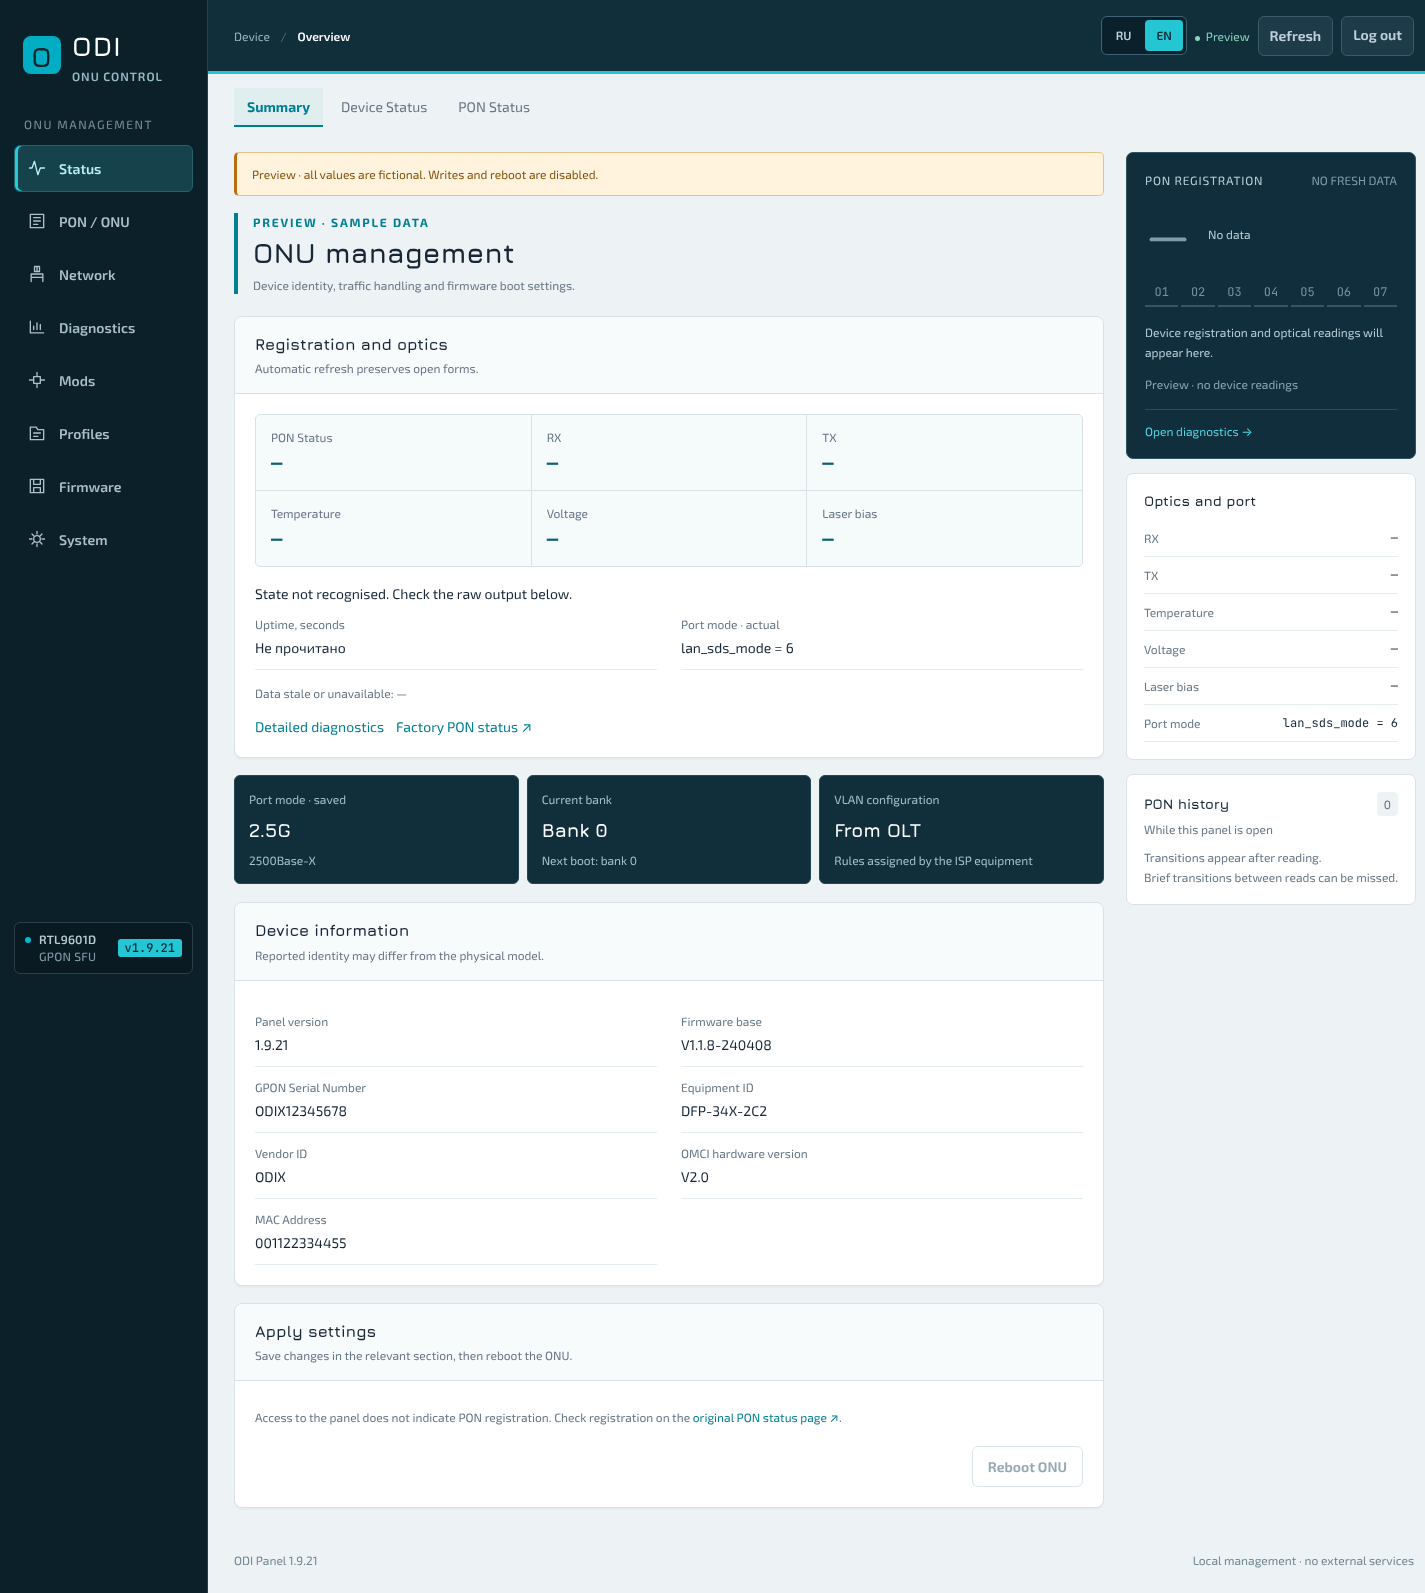 ODI
ONU CONTROL
ONU MANAGEMENT
Status
PON / ONU
Network
Diagnostics
Mods
Profiles
Firmware
System
RTL9601D
GPON SFU
v1.9.21
Device / Overview
RU
EN
Preview
Refresh
Log out
Summary
Device Status
PON Status
Preview · all values are fictional. Writes and reboot are disabled.
PREVIEW · SAMPLE DATA
ONU management
Device identity, traffic handling and firmware boot settings.
Registration and optics
Automatic refresh preserves open forms.
PON Status
—
RX
—
TX
—
Temperature
—
Voltage
—
Laser bias
—
State not recognised. Check the raw output below.
Uptime, seconds
Не прочитано
Port mode · actual
lan_sds_mode = 6
Data stale or unavailable: —
Detailed diagnostics
Factory PON status ↗
Port mode · saved
2.5G
2500Base-X
Current bank
Bank 0
Next boot: bank 0
VLAN configuration
From OLT
Rules assigned by the ISP equipment
Device information
Reported identity may differ from the physical model.
Panel version
1.9.21
Firmware base
V1.1.8-240408
GPON Serial Number
ODIX12345678
Equipment ID
DFP-34X-2C2
Vendor ID
ODIX
OMCI hardware version
V2.0
MAC Address
001122334455
Apply settings
Save changes in the relevant section, then reboot the ONU.
Access to the panel does not indicate PON registration. Check registration on the original PON status page ↗.
Reboot ONU
PON REGISTRATION
NO FRESH DATA
— No data
01 02 03 04 05 06 07
Device registration and optical readings will
appear here.
Preview · no device readings
Open diagnostics →
Optics and port
RX —
TX —
Temperature —
Voltage —
Laser bias —
Port mode lan_sds_mode = 6
PON history
0
While this panel is open
Transitions appear after reading.
Brief transitions between reads can be missed.
ODI Panel 1.9.21
Local management · no external services